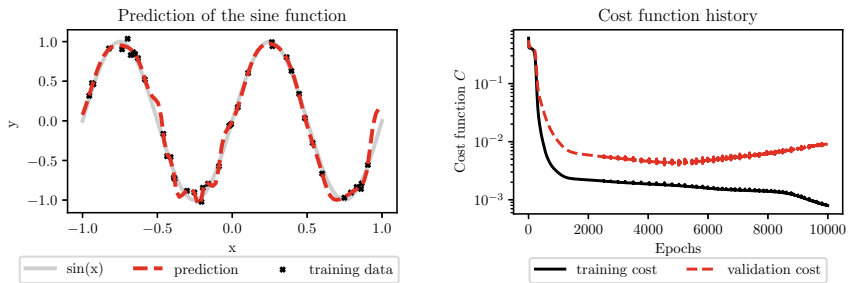 Prediction of the sine function
y
1.0
0.5
0.0
−0.5
−1.0
−1.0 −0.5 0.0 0.5 1.0
x
sin(x) prediction training data
Cost function history
Cost function C
10−1
10−2
10−3
0 2000 4000 6000 8000 10000
Epochs
training cost validation cost